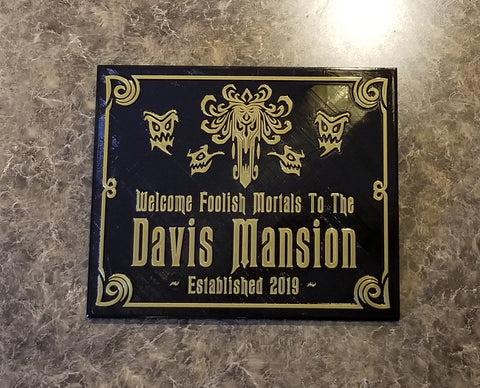 Welcome Foolish Mortals To The
Davis Mansion
~ Established 2019 ~